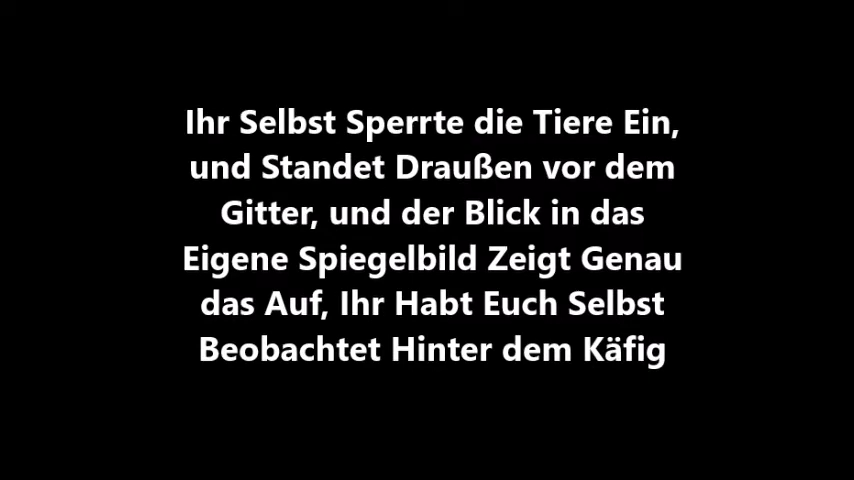 Ihr Selbst Sperrte die Tiere Ein,
und Standet Draußen vor dem
Gitter, und der Blick in das
Eigene Spiegelbild Zeigt Genau
das Auf, Ihr Habt Euch Selbst
Beobachtet Hinter dem Käfig